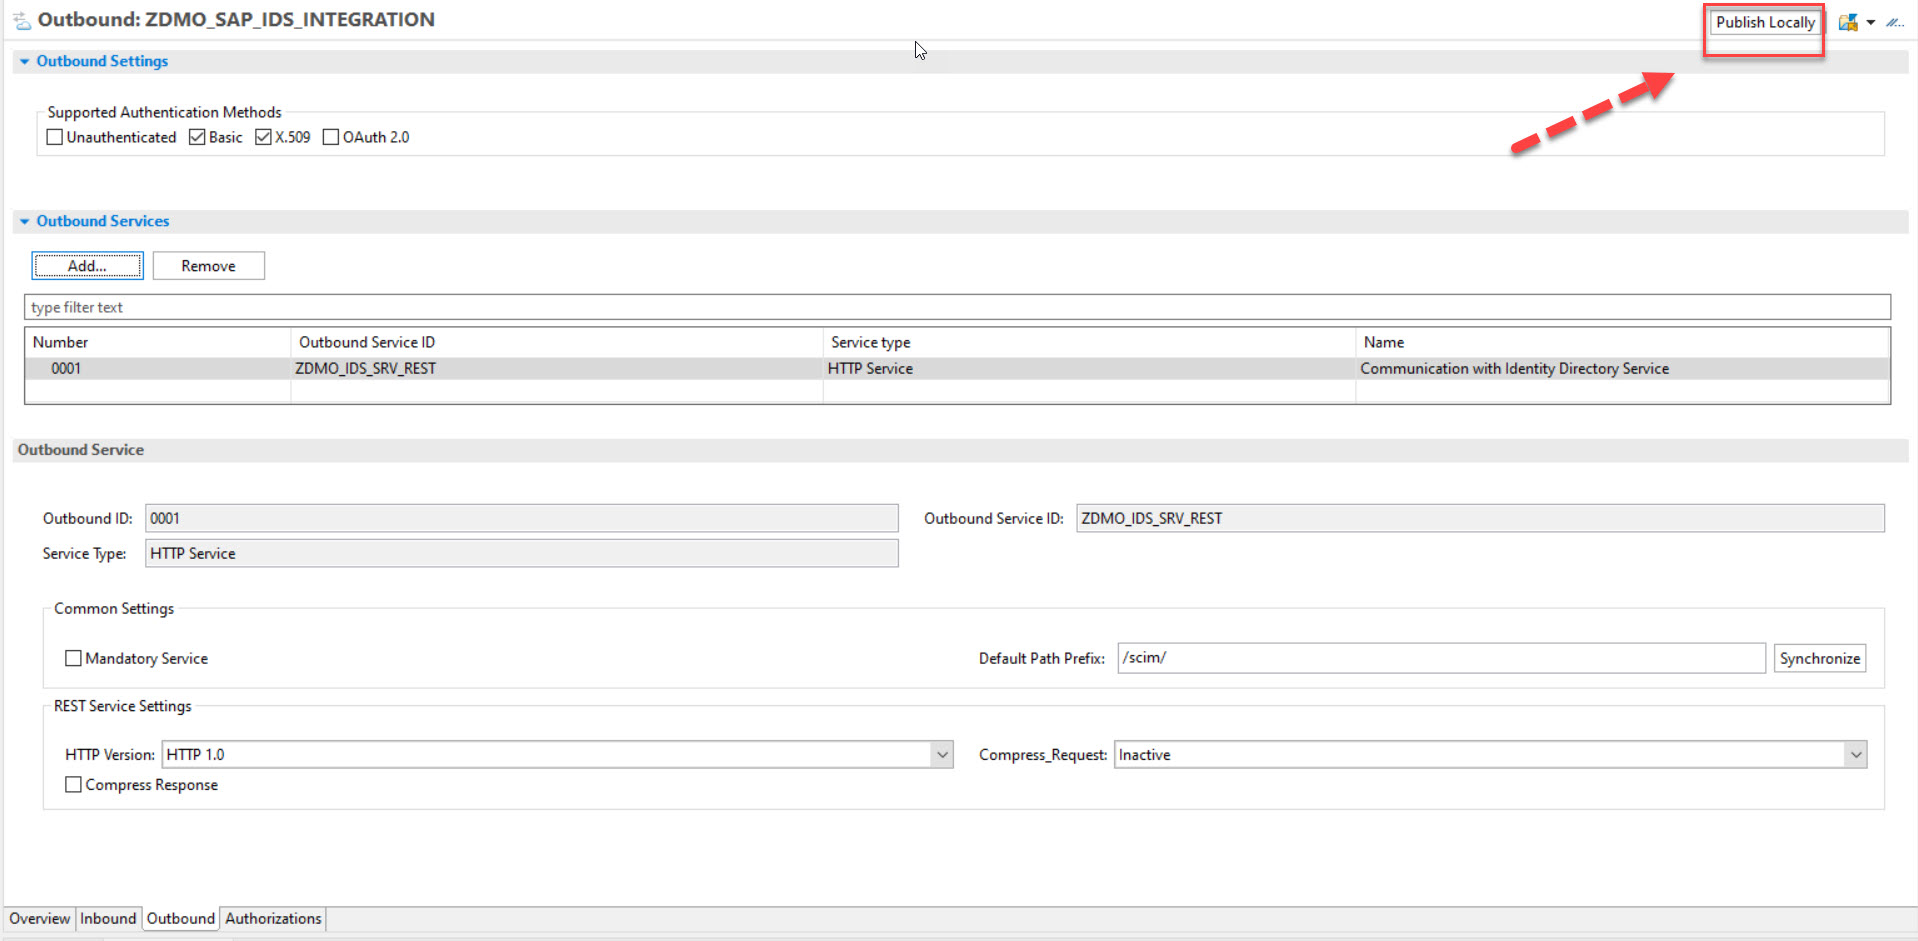 Outbound: ZDMO_SAP_IDS_INTEGRATION
Publish Locally
Outbound Settings
Supported Authentication Methods
Unauthenticated Basic X.509 OAuth 2.0
Outbound Services
Add... Remove
type filter text
Number Outbound Service ID Service type Name
0001 ZDMO_IDS_SRV_REST HTTP Service Communication with Identity Directory Service
Outbound Service
Outbound ID: 0001 Outbound Service ID: ZDMO_IDS_SRV_REST
Service Type: HTTP Service
Common Settings
Mandatory Service Default Path Prefix: /scim/ Synchronize
REST Service Settings
HTTP Version: HTTP 1.0 Compress_Request: Inactive
Compress Response
Overview Inbound Outbound Authorizations